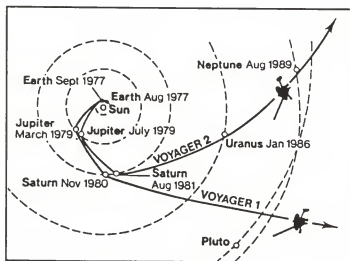 Neptune Aug 1989
Earth Sept 1977
Earth Aug 1977
Sun
Jupiter
March 1979
Jupiter July 1979
VOYAGER 2
Uranus Jan 1986
Saturn Nov 1980
Saturn
Aug 1981
VOYAGER 1
Pluto